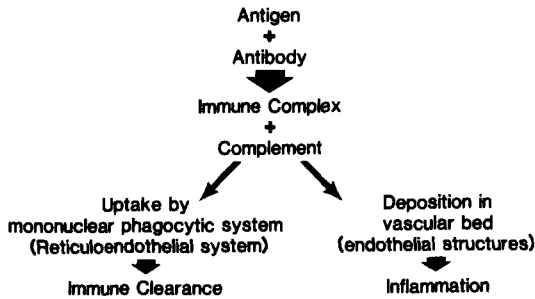 Antigen
+
Antibody
Immune Complex
+
Complement
Uptake by
mononuclear phagocytic system
(Reticuloendothelial system)
Immune Clearance
Deposition in
vascular bed
(endothelial structures)
Inflammation